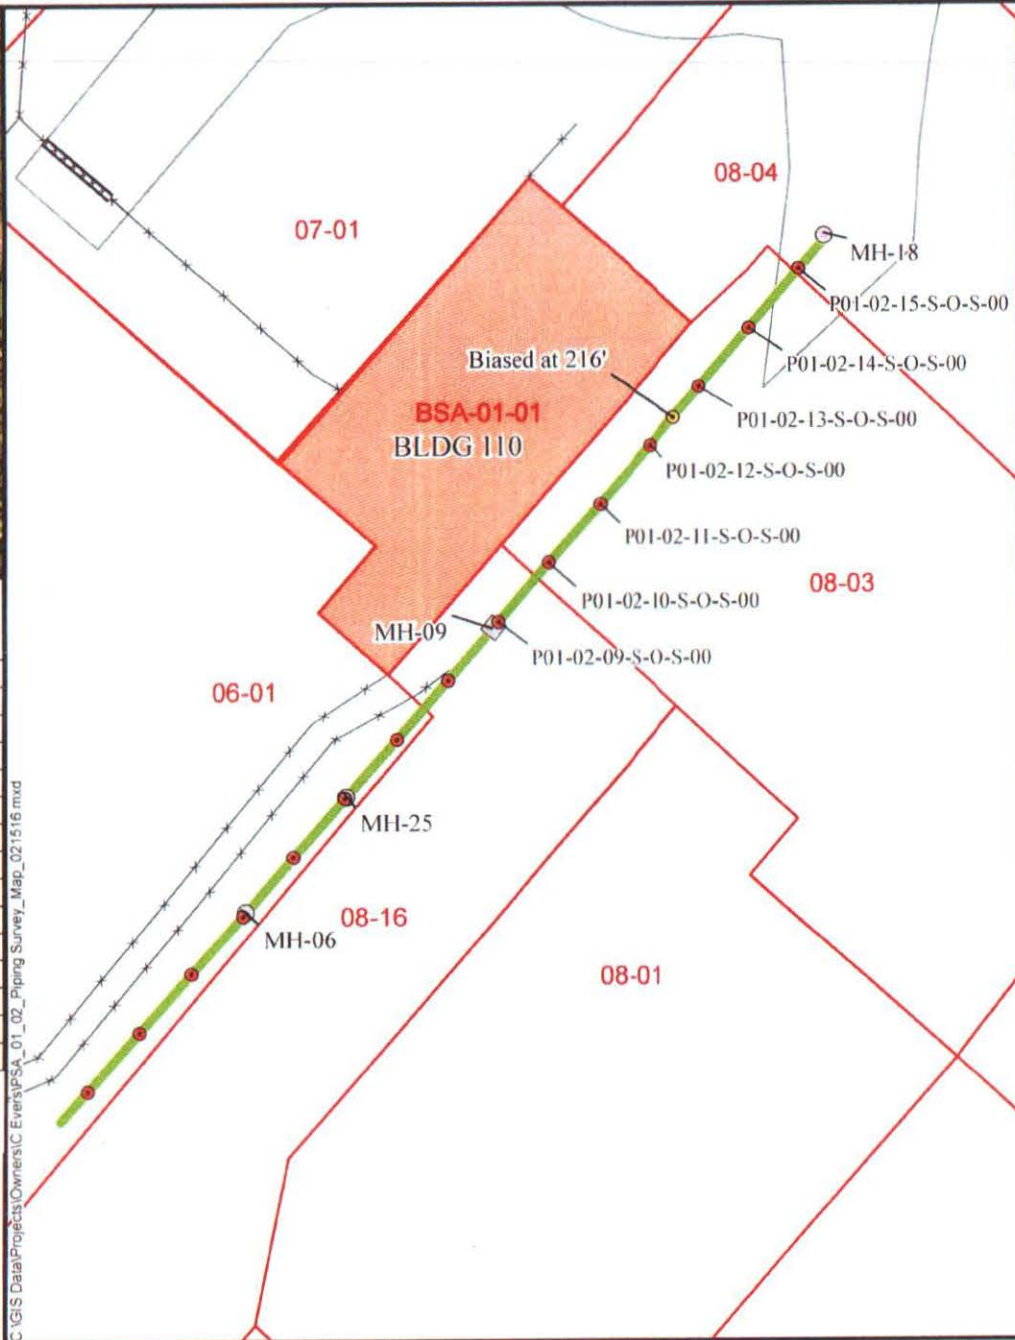 08-04
07-01
MH-18
P01-02-15-S-O-S-00
Biased at 216'
P01-02-14-S-O-S-00
BSA-01-01
BLDG 110
P01-02-13-S-O-S-00
P01-02-12-S-O-S-00
P01-02-11-S-O-S-00
08-03
P01-02-10-S-O-S-00
MH-09
P01-02-09-S-O-S-00
06-01
MH-25
08-16
MH-06
08-01
C:\GIS Data\Projects\Owners\C Evers\PSA_01_02_Piping Survey_Map_021516.mxd